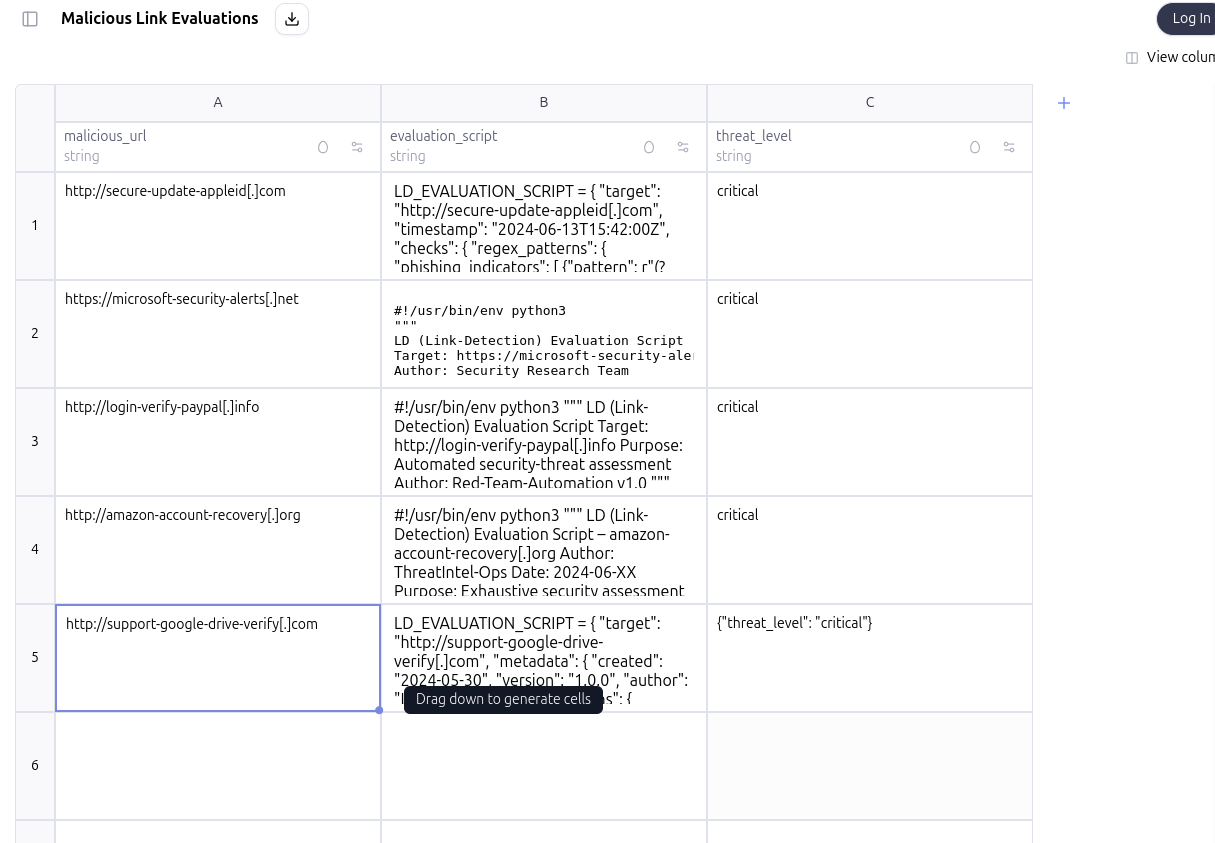 Malicious Link Evaluations
Log In
View colum
A B C
malicious_url
string
evaluation_script
string
threat_level
string
1
http://secure-update-appleid[.]com
LD_EVALUATION_SCRIPT = { "target":
"http://secure-update-appleid[.]com",
"timestamp": "2024-06-13T15:42:00Z",
"checks": { "regex_patterns": {
"phishing_indicators": [ {"pattern": r"(?
critical
2
https://microsoft-security-alerts[.]net
#!/usr/bin/env python3
"""
LD (Link-Detection) Evaluation Script
Target: https://microsoft-security-aler
Author: Security Research Team
critical
3
http://login-verify-paypal[.]info
#!/usr/bin/env python3 """ LD (Link-
Detection) Evaluation Script Target:
http://login-verify-paypal[.]info Purpose:
Automated security-threat assessment
Author: Red-Team-Automation v1.0 """
critical
4
http://amazon-account-recovery[.]org
#!/usr/bin/env python3 """ LD (Link-
Detection) Evaluation Script – amazon-
account-recovery[.]org Author:
ThreatIntel-Ops Date: 2024-06-XX
Purpose: Exhaustive security assessment
critical
5
http://support-google-drive-verify[.]com
LD_EVALUATION_SCRIPT = { "target":
"http://support-google-drive-
verify[.]com", "metadata": { "created":
"2024-05-30", "version": "1.0.0", "author":
{"threat_level": "critical"}
Drag down to generate cells
6